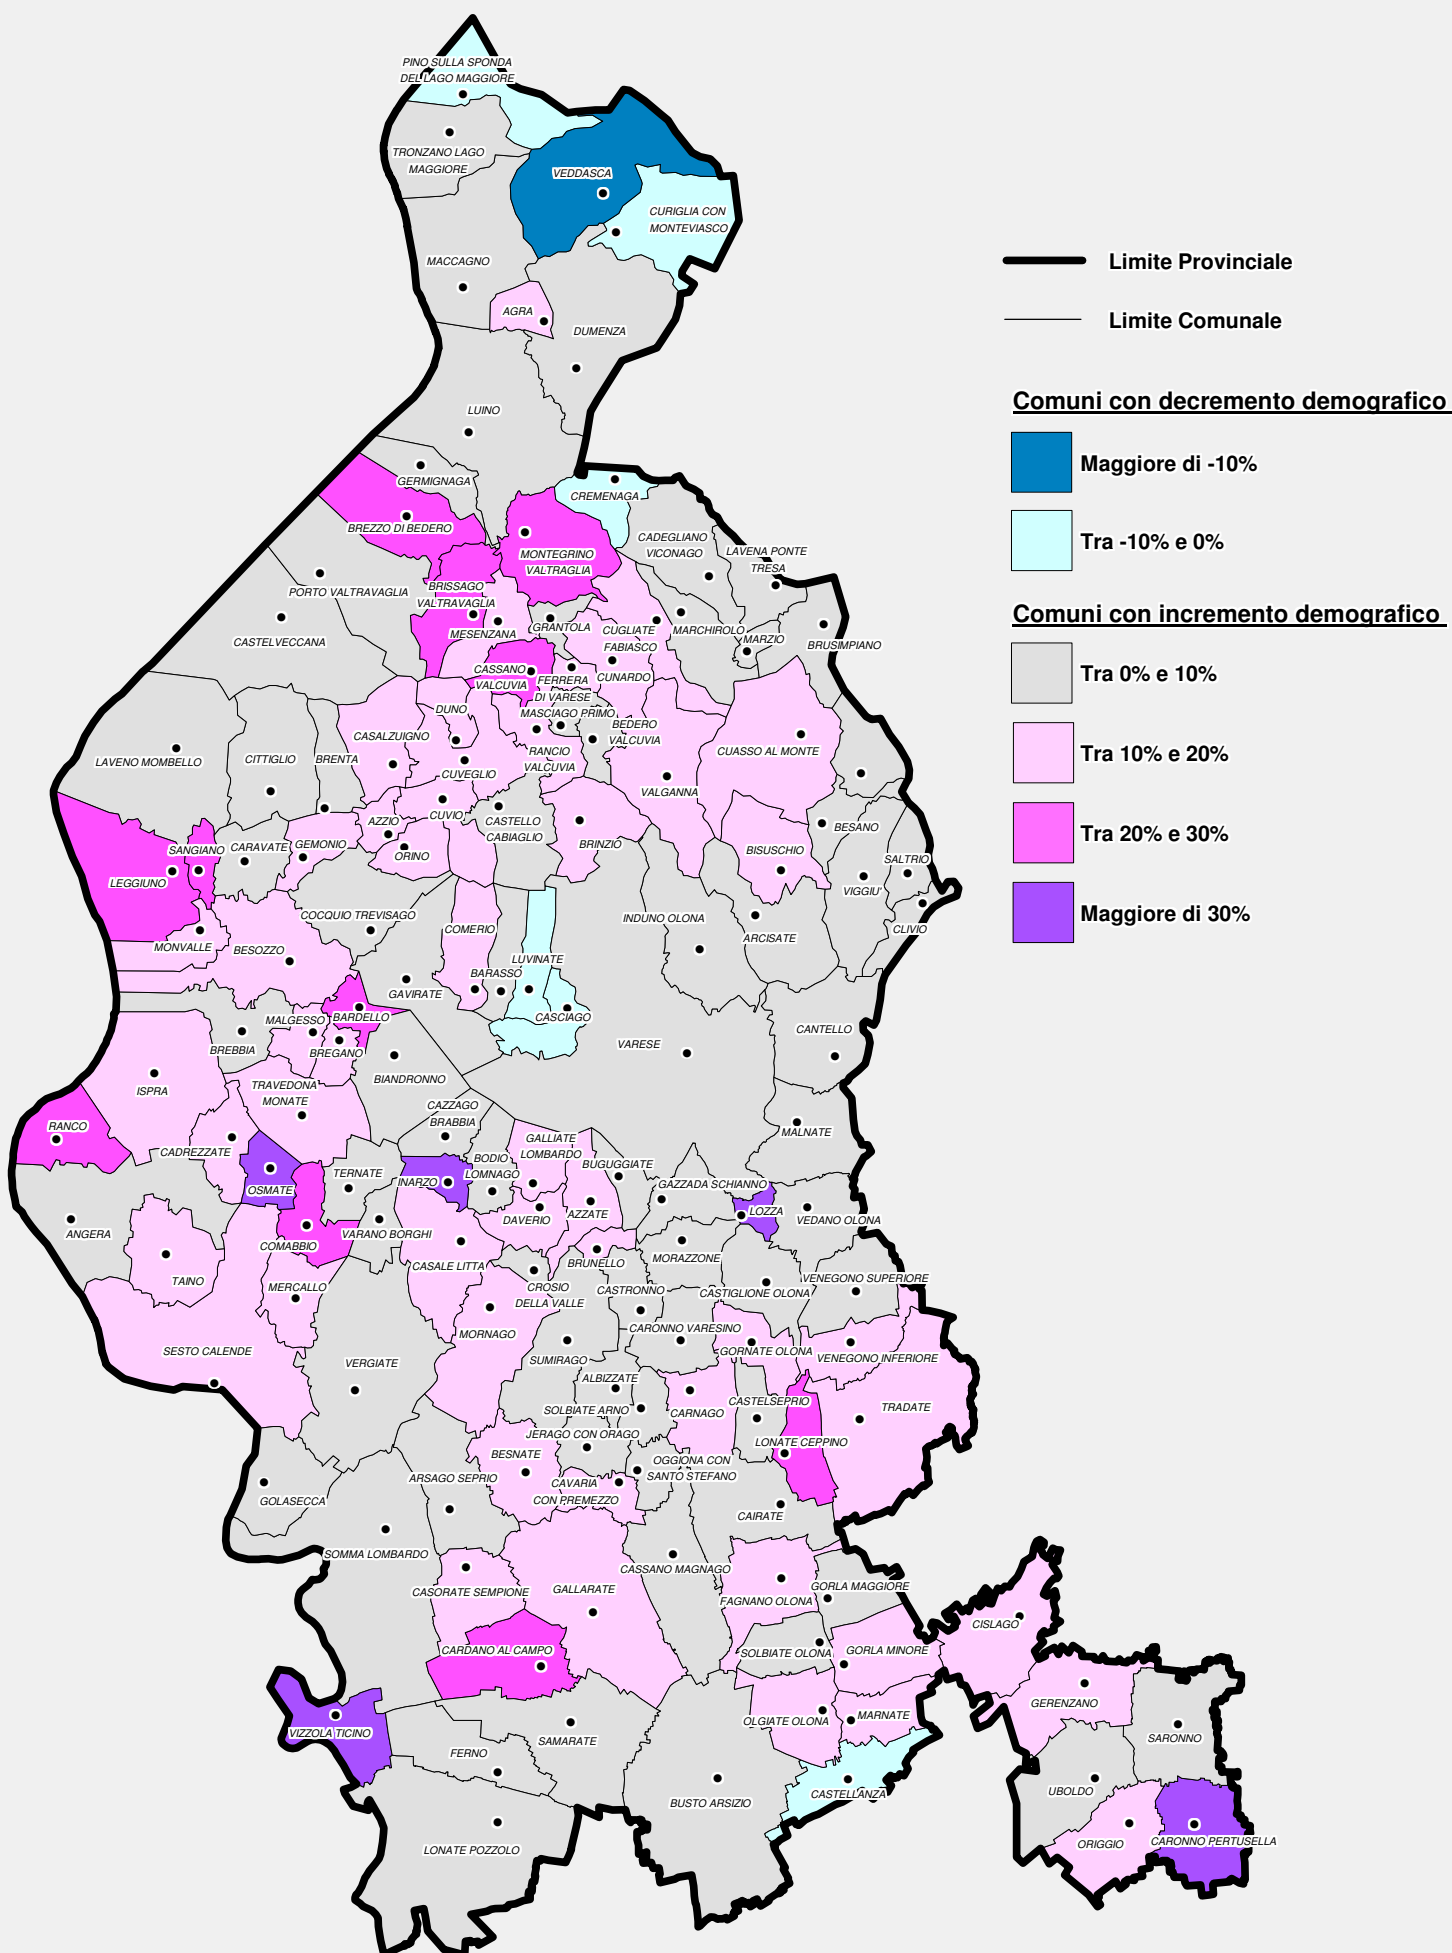 PINO SULLA SPONDA
DEL LAGO MAGGIORE
TRONZANO LAGO
MAGGIORE
VEDDASCA
CURIGLIA CON
MONTEVIASCO
MACCAGNO
AGRA
DUMENZA
LUINO
GERMIGNAGA
CREMENAGA
BREZZO DI BEDERO
MONTEGRINO
VALTRAGLIA
CADEGLIANO
VICONAGO
LAVENA PONTE
TRESA
PORTO VALTRAVAGLIA
BRISSAGO
VALTRAVAGLIA
CASTELVECCANA
MESENZANA
GRANTOLA
CUGLIATE
FABIASCO
MARCHIROLO
MARZIO
BRUSIMPIANO
CASSANO
VALCUVIA
FERRERA
DI VARESE
CUNARDO
DUNO
MASCIAGO PRIMO
BEDERO
VALCUVIA
CASALZUIGNO
RANCIO
VALCUVIA
CUASSO AL MONTE
LAVENO MOMBELLO
CITTIGLIO
BRENTA
CUVEGLIO
VALGANNA
AZZIO
CUVIO
CASTELLO
CABIAGLIO
BESANO
SANGIANO
CARAVATE
GEMONIO
ORINO
BRINZIO
BISUSCHIO
SALTRIO
LEGGIUNO
VIGGIU'
COCQUIO TREVISAGO
COMERIO
INDUNO OLONA
ARCISATE
CLIVIO
MONVALLE
BESOZZO
LUVINATE
BARASSO
GAVIRATE
CASCIAGO
MALGESSO
BARDELLO
BREBBIA
BREGANO
VARESE
CANTELLO
ISPRA
TRAVEDONA
MONATE
BIANDRONNO
CAZZAGO
BRABBIA
RANCO
MALNATE
CADREZZATE
GALLIATE
LOMBARDO
OSMATE
TERNATE
INARZO
BODIO
LOMNAGO
BUGUGGIATE
GAZZADA SCHIANNO
ANGERA
LOZZA
VEDANO OLONA
COMABBIO
VARANO BORGHI
DAVERIO
AZZATE
TAINO
MERCALLO
CASALE LITTA
BRUNELLO
MORAZZONE
CROSIO
DELLA VALLE
CASTRONNO
CASTIGLIONE OLONA
VENEGONO SUPERIORE
MORNAGO
CARONNO VARESINO
SESTO CALENDE
VERGIATE
SUMIRAGO
GORNATE OLONA
VENEGONO INFERIORE
ALBIZZATE
SOLBIATE ARNO
CARNAGO
CASTELSEPRIO
TRADATE
JERAGO CON ORAGO
LONATE CEPPINO
BESNATE
OGGIONA CON
SANTO STEFANO
ARSAGO SEPRIO
CAVARIA
CON PREMEZZO
GOLASECCA
CAIRATE
SOMMA LOMBARDO
CASSANO MAGNAGO
CASORATE SEMPIONE
GALLARATE
GORLA MAGGIORE
FAGNANO OLONA
CISLAGO
CARDANO AL CAMPO
SOLBIATE OLONA
GORLA MINORE
GERENZANO
VIZZOLA TICINO
OLGIATE OLONA
MARNATE
SARONNO
FERNO
SAMARATE
UBOLDO
BUSTO ARSIZIO
CASTELLANZA
LONATE POZZOLO
ORIGGIO
CARONNO PERTUSELLA
Limite Provinciale
Limite Comunale
Comuni con decremento demografico
Maggiore di -10%
Tra -10% e 0%
Comuni con incremento demografico
Tra 0% e 10%
Tra 10% e 20%
Tra 20% e 30%
Maggiore di 30%